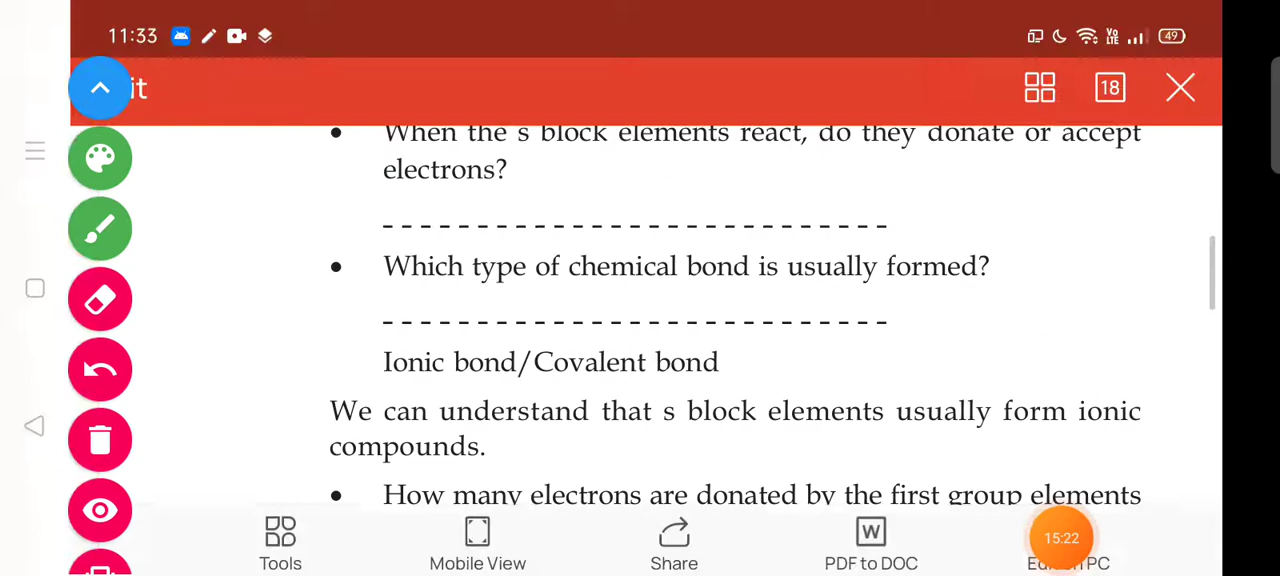 11:33
Vo LTE
49
it
18
• When the s block elements react, do they donate or accept
electrons?
---------------------------
• Which type of chemical bond is usually formed?
---------------------------
Ionic bond/Covalent bond
We can understand that s block elements usually form ionic
compounds.
• How many electrons are donated by the first group elements
W
15:22
Tools
Mobile View
Share
PDF to DOC
PC